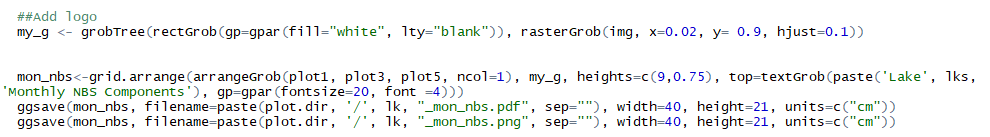 ##Add logo
my_g <- grobTree(rectGrob(gp=gpar(fill="white", lty="blank")), rasterGrob(img, x=0.02, y= 0.9, hjust=0.1))
mon_nbs<-grid.arrange(arrangeGrob(plot1, plot3, plot5, ncol=1), my_g, heights=c(9,0.75), top=textGrob(paste('Lake', lks,
'Monthly NBS Components'), gp=gpar(fontsize=20, font =4)))
ggsave(mon_nbs, filename=paste(plot.dir, '/', lk, "_mon_nbs.pdf", sep=""), width=40, height=21, units=c("cm"))
ggsave(mon_nbs, filename=paste(plot.dir, '/', lk, "_mon_nbs.png", sep=""), width=40, height=21, units=c("cm"))